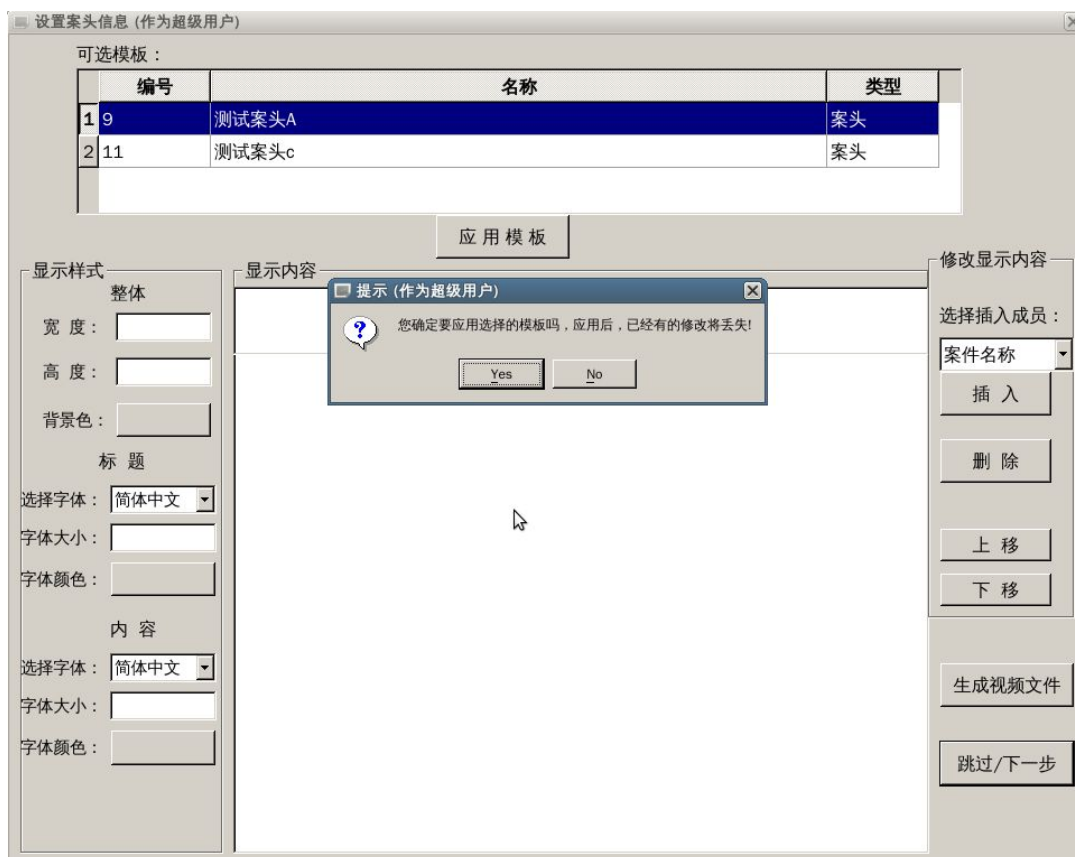 设置案头信息 (作为超级用户)
可选模板：
编号 名称 类型
1 9 测试案头A 案头
2 11 测试案头c 案头
应用模板
显示样式
整体
宽 度：
高 度：
背景色：
标 题
选择字体： 简体中文
字体大小：
字体颜色：
内 容
选择字体： 简体中文
字体大小：
字体颜色：
显示内容
提示 (作为超级用户)
您确定要应用选择的模板吗，应用后，已经有的修改将丢失!
Yes No
修改显示内容
选择插入成员：
案件名称
插 入
删 除
上 移
下 移
生成视频文件
跳过/下一步